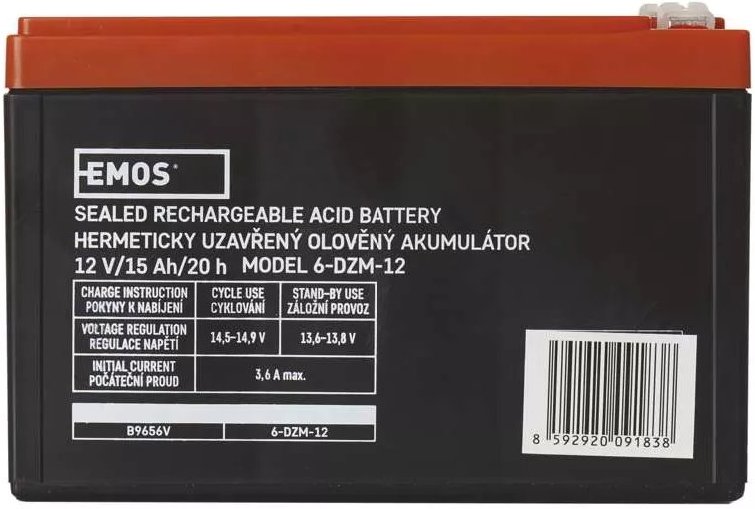 EMOS®
SEALED RECHARGEABLE ACID BATTERY
HERMETICKY UZAVŘENÝ OLOVĚNÝ AKUMULÁTOR
12 V/15 Ah/20 h MODEL 6-DZM-12
CHARGE INSTRUCTION CYCLE USE STAND-BY USE
POKYNY K NABÍJENÍ CYKLOVÁNÍ ZÁLOŽNÍ PROVOZ
VOLTAGE REGULATION
REGULACE NAPĚTÍ 14,5-14,9 V 13,6-13,8 V
INITIAL CURRENT
POČÁTEČNÍ PROUD 3,6 A max.
B9656V 6-DZM-12
8 592920 091838